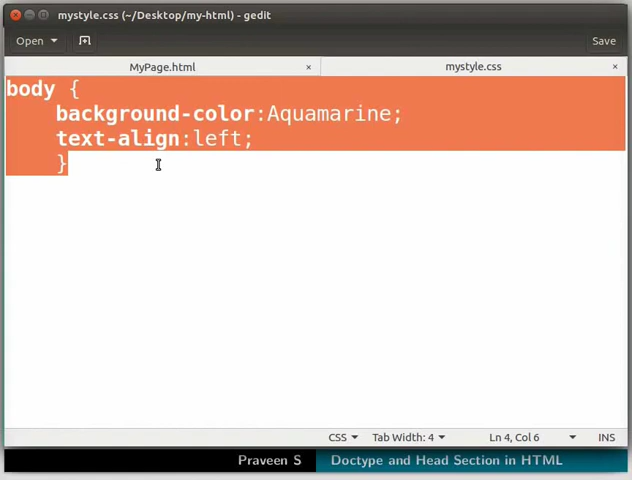 mystyle.css (~/Desktop/my-html) - gedit
Open Save
MyPage.html × mystyle.css ×
body {
background-color:Aquamarine;
text-align:left;
}
CSS Tab Width: 4 Ln 4, Col 6 INS
Praveen S Doctype and Head Section in HTML